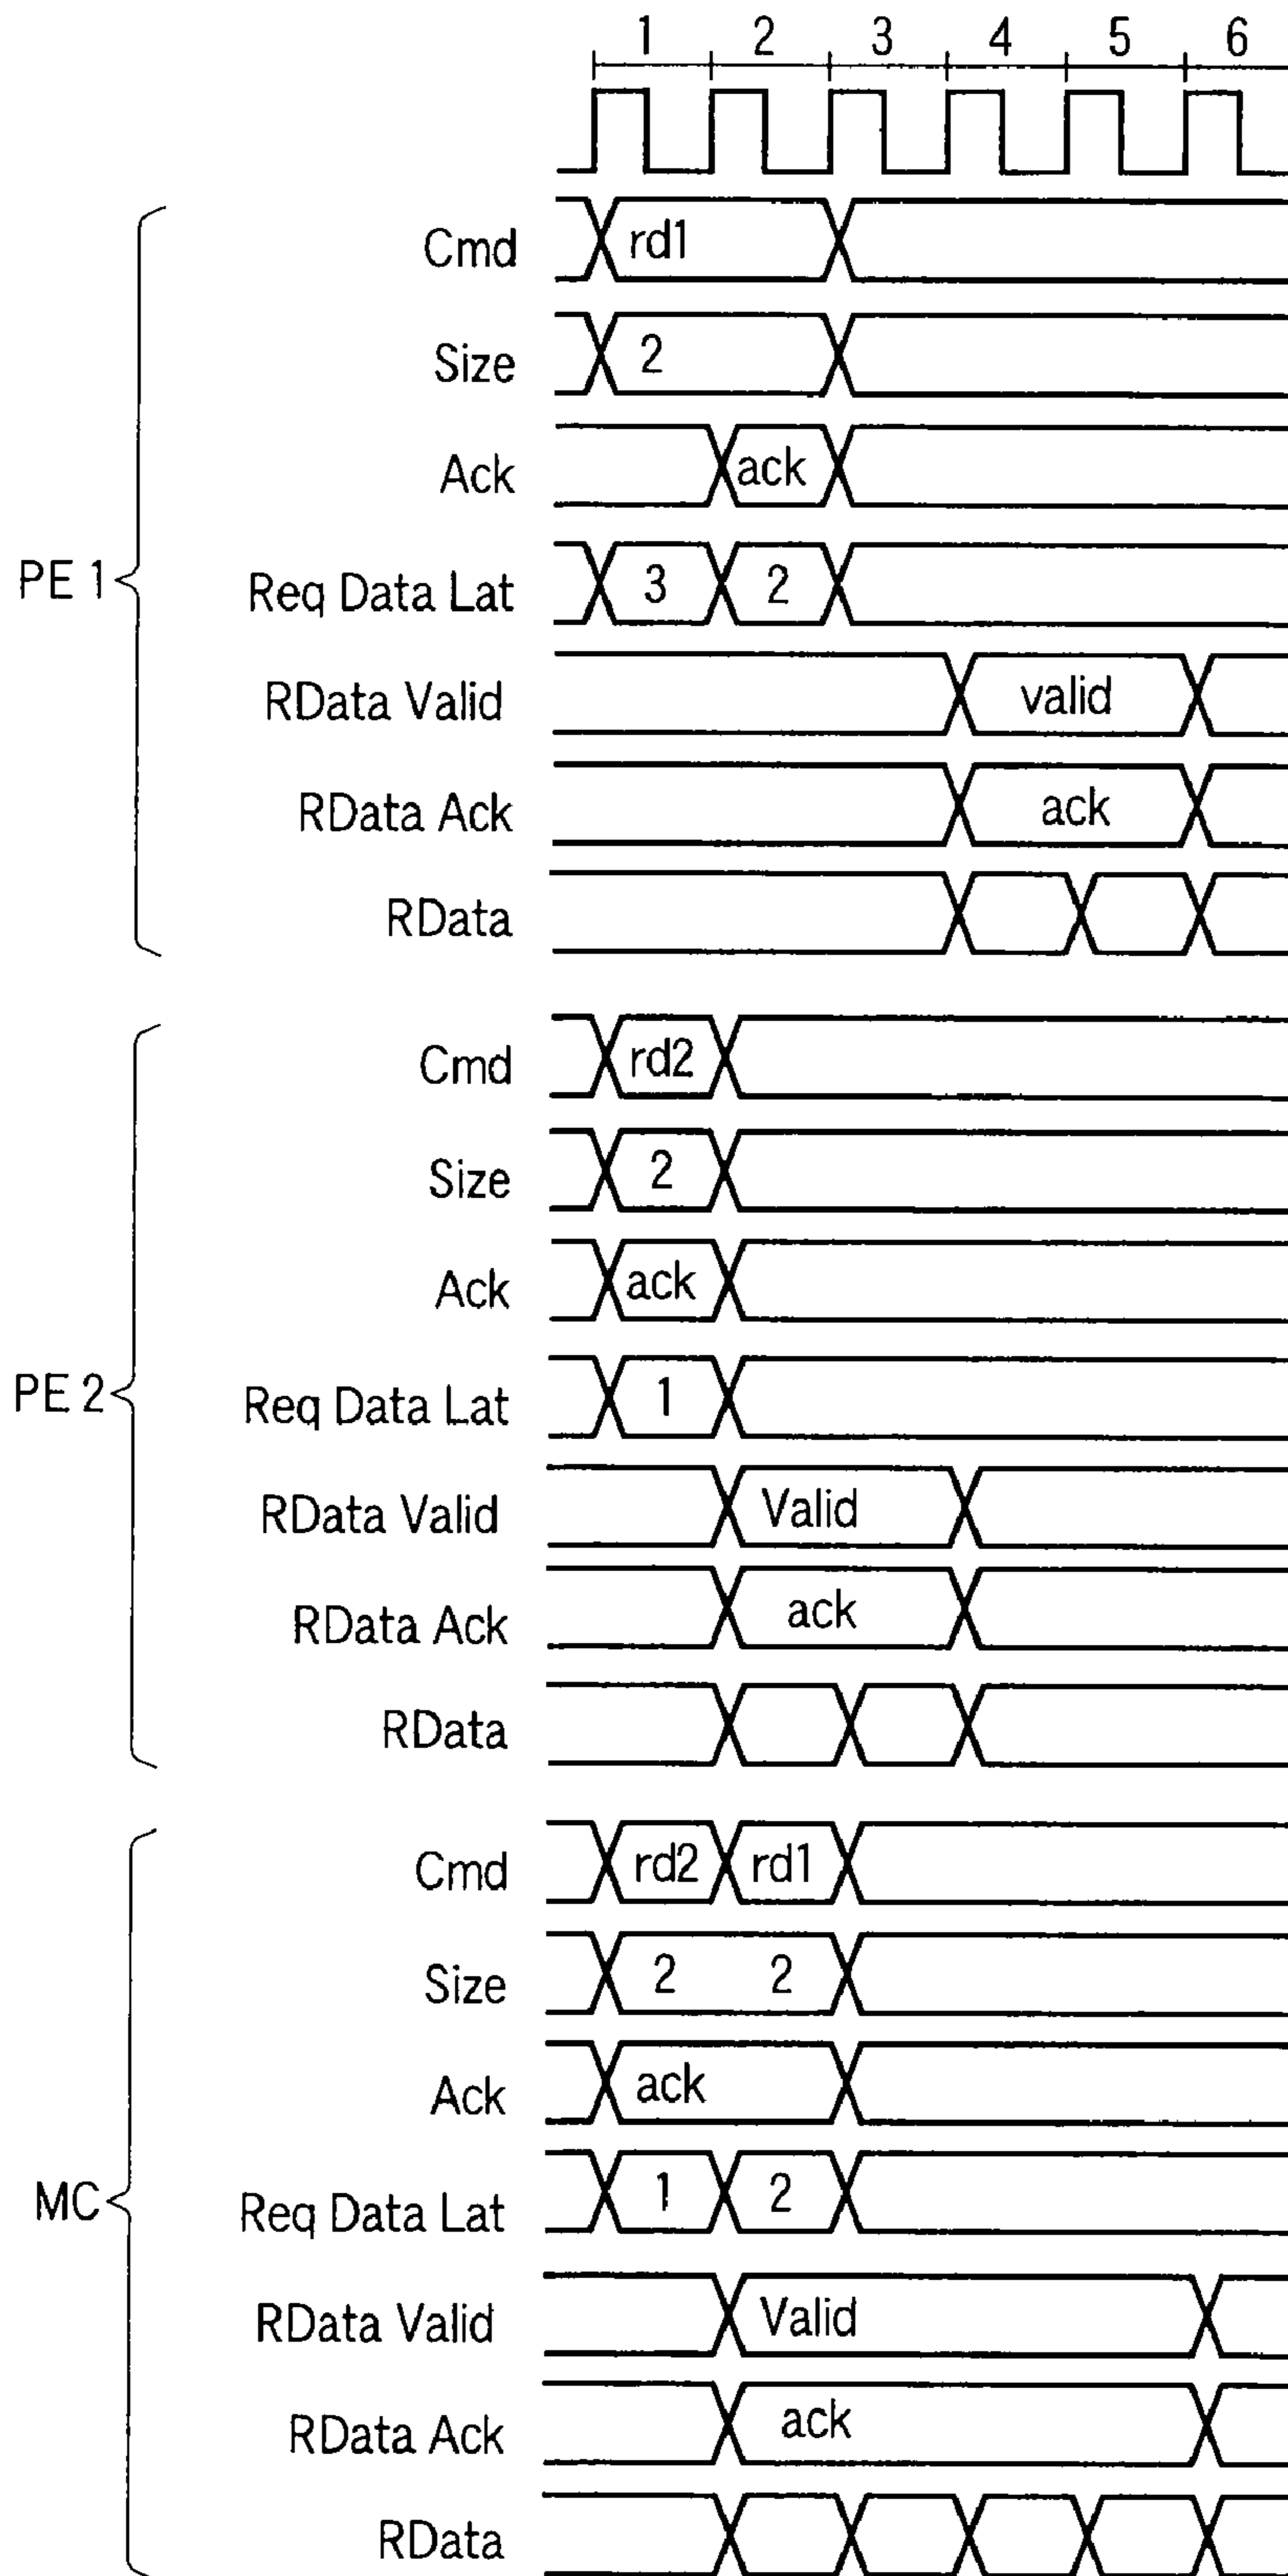 1 2 3 4 5 6
Cmd rd1
Size 2
Ack ack
PE 1
Req Data Lat 3 2
RData Valid valid
RData Ack ack
RData
Cmd rd2
Size 2
Ack ack
PE 2
Req Data Lat 1
RData Valid Valid
RData Ack ack
RData
Cmd rd2 rd1
Size 2 2
Ack ack
MC
Req Data Lat 1 2
RData Valid Valid
RData Ack ack
RData